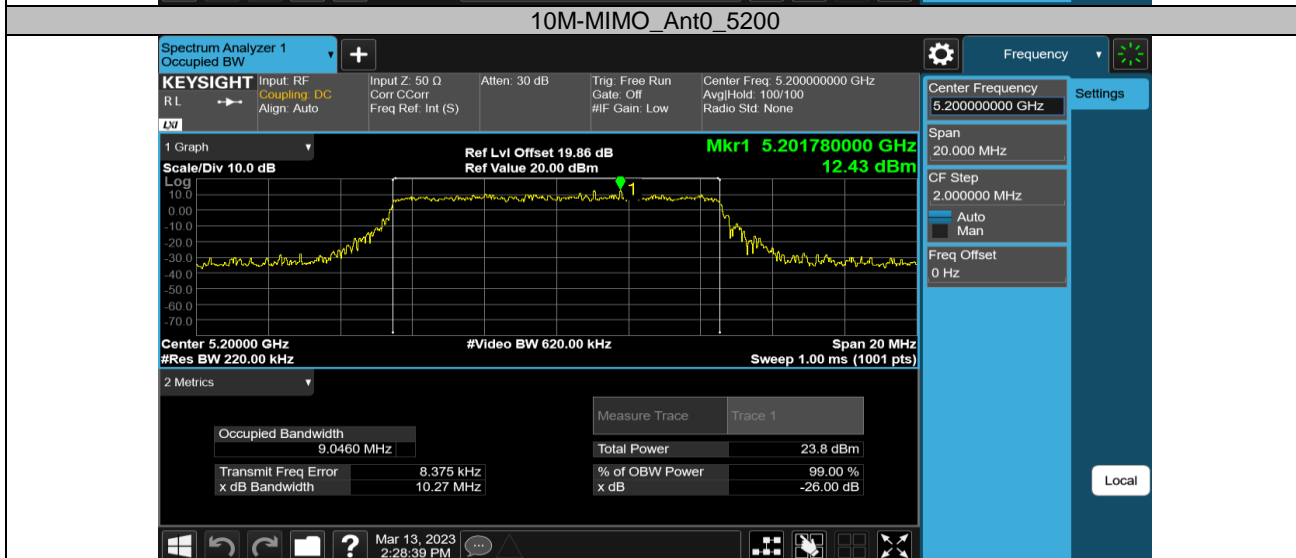 10M-MIMO_Ant0_5200
Spectrum Analyzer 1
Occupied BW
Frequency
KEYSIGHT
R L
LXI
Input: RF
Coupling: DC
Align: Auto
Input Z: 50 Ω
Corr CCorr
Freq Ref: Int (S)
Atten: 30 dB
Trig: Free Run
Gate: Off
#IF Gain: Low
Center Freq: 5.200000000 GHz
Avg|Hold: 100/100
Radio Std: None
Center Frequency
5.200000000 GHz
Settings
Span
20.000 MHz
CF Step
2.000000 MHz
Auto
Man
Freq Offset
0 Hz
1 Graph
Scale/Div 10.0 dB
Ref Lvl Offset 19.86 dB
Ref Value 20.00 dBm
Mkr1 5.201780000 GHz
12.43 dBm
Log
10.0
0.00
-10.0
-20.0
-30.0
-40.0
-50.0
-60.0
-70.0
1
Center 5.20000 GHz
#Res BW 220.00 kHz
#Video BW 620.00 kHz
Span 20 MHz
Sweep 1.00 ms (1001 pts)
2 Metrics
Measure Trace Trace 1
Occupied Bandwidth
9.0460 MHz
Total Power 23.8 dBm
Transmit Freq Error 8.375 kHz
% of OBW Power 99.00 %
x dB Bandwidth 10.27 MHz
x dB -26.00 dB
Local
Mar 13, 2023
2:28:39 PM